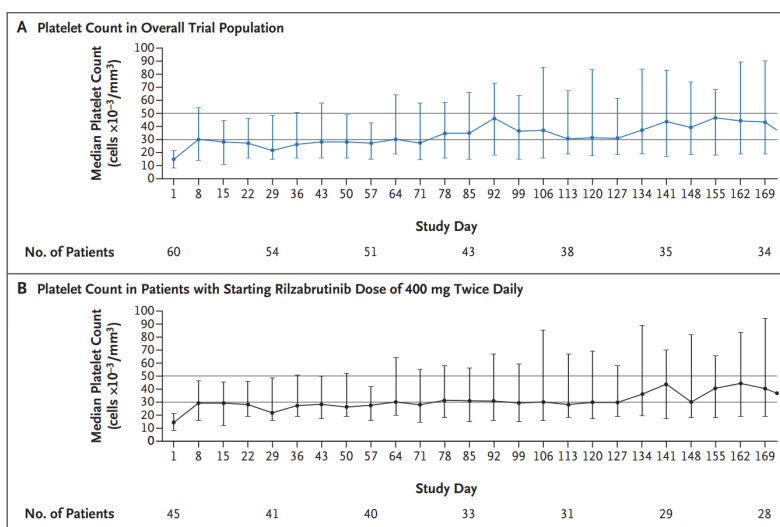 A Platelet Count in Overall Trial Population
Median Platelet Count
(cells ×10⁻³/mm³)
100
90
80
70
60
50
40
30
20
10
0
1 8 15 22 29 36 43 50 57 64 71 78 85 92 99 106 113 120 127 134 141 148 155 162 169
Study Day
No. of Patients 60 54 51 43 38 35 34
B Platelet Count in Patients with Starting Rilzabrutinib Dose of 400 mg Twice Daily
Median Platelet Count
(cells ×10⁻³/mm³)
100
90
80
70
60
50
40
30
20
10
0
1 8 15 22 29 36 43 50 57 64 71 78 85 92 99 106 113 120 127 134 141 148 155 162 169
Study Day
No. of Patients 45 41 40 33 31 29 28